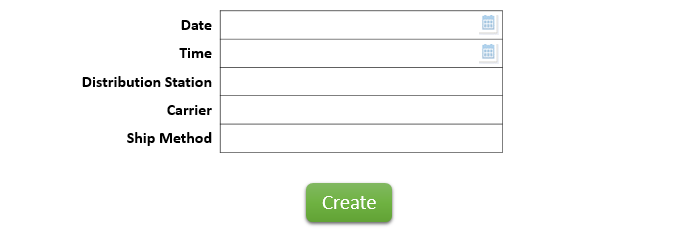 Date
Time
Distribution Station
Carrier
Ship Method
Create